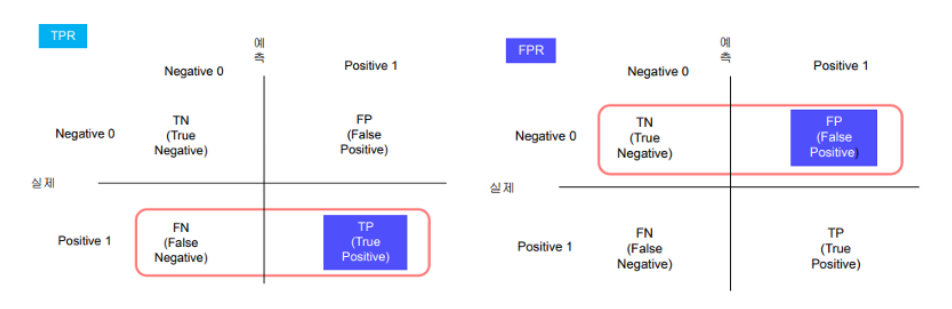 TPR
예
측
Negative 0
Positive 1
Negative 0
TN
(True
Negative)
FP
(False
Positive)
실제
Positive 1
FN
(False
Negative)
TP
(True
Positive)
FPR
예
측
Negative 0
Positive 1
Negative 0
TN
(True
Negative)
FP
(False
Positive)
실제
Positive 1
FN
(False
Negative)
TP
(True
Positive)